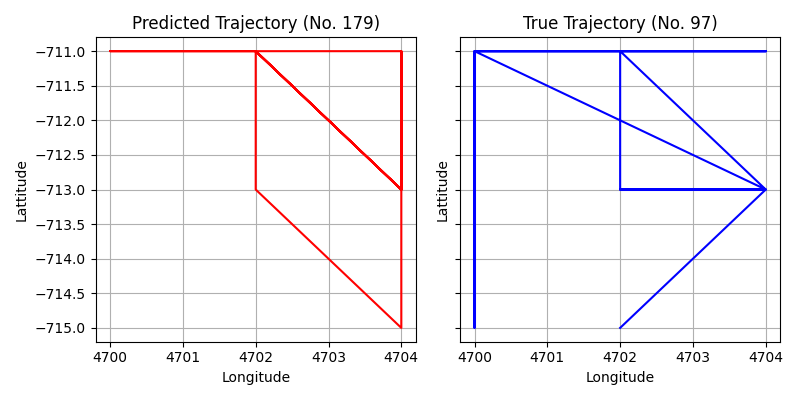 Predicted Trajectory (No. 179)
−711.0
−711.5
−712.0
−712.5
−713.0
−713.5
−714.0
−714.5
−715.0
Lattitude
4700 4701 4702 4703 4704
Longitude
True Trajectory (No. 97)
Lattitude
4700 4701 4702 4703 4704
Longitude